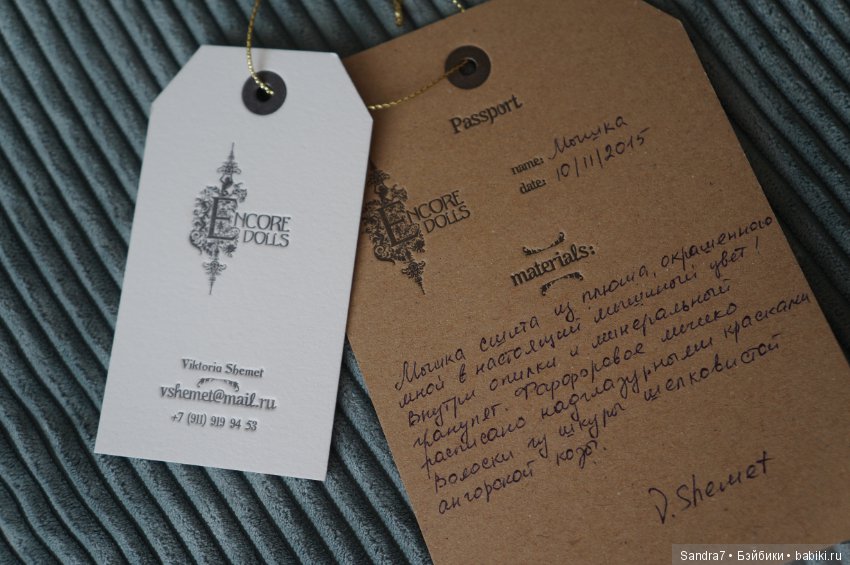 ENCORE
DOLLS
Viktoria Shemet
vshemet@mail.ru
+7 (911) 919 94 53
Passport
name: Мышка
date: 10/11/2015
ENCORE
DOLLS
materials:
Мышка сшита из плюша, окрашенного
мной в настоящий мышиный цвет!
Внутри опилки и минеральный
гранулят. Фарфоровое личико
расписано надглазурными красками
Волоски из шкуры шелковистой
ангорской козы.
V. Shemet
Sandra7 • Бэйбики • babiki.ru